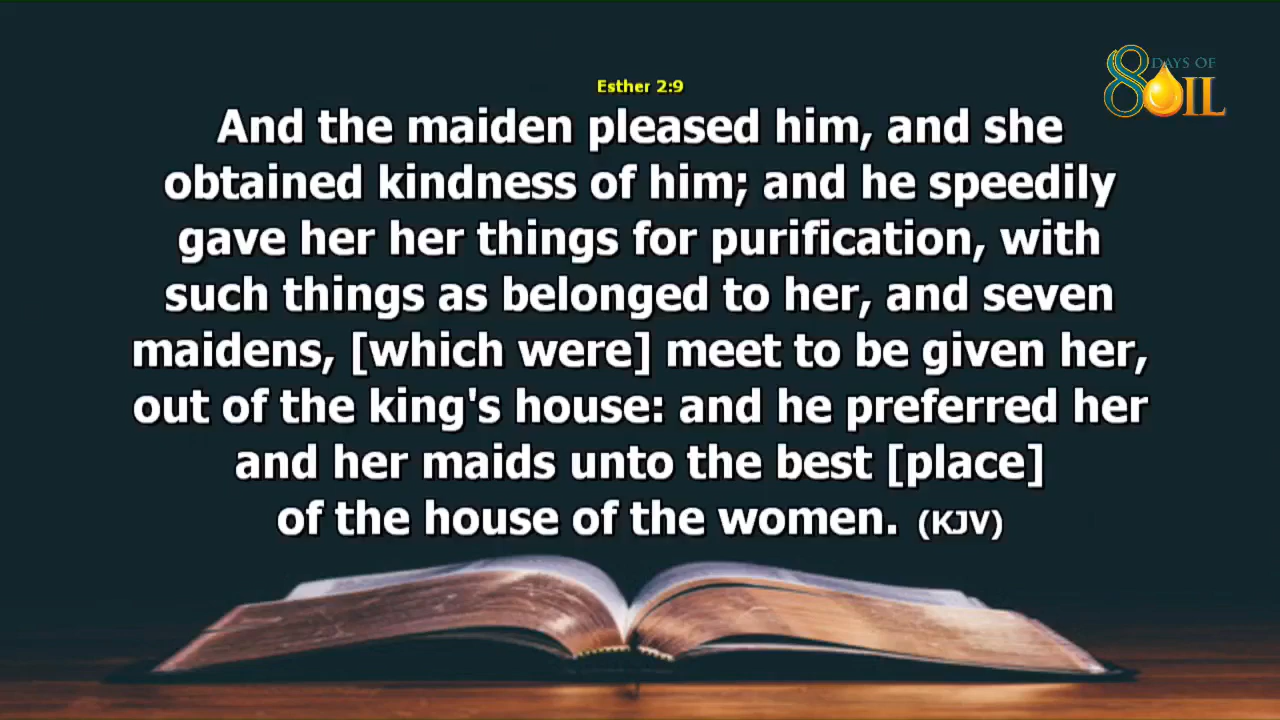 8 DAYS OF
OIL
Esther 2:9
And the maiden pleased him, and she
obtained kindness of him; and he speedily
gave her her things for purification, with
such things as belonged to her, and seven
maidens, [which were] meet to be given her,
out of the king's house: and he preferred her
and her maids unto the best [place]
of the house of the women. (KJV)